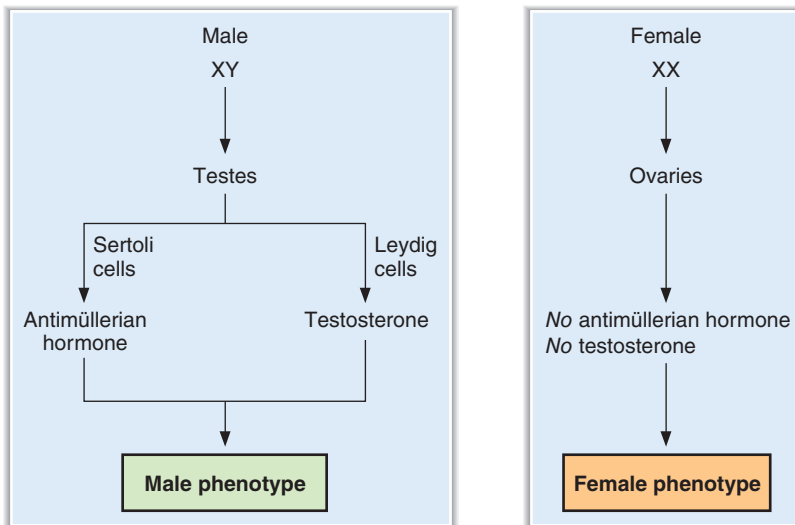 Male
XY
Testes
Sertoli
cells
Leydig
cells
Antimüllerian
hormone
Testosterone
Male phenotype
Female
XX
Ovaries
No antimüllerian hormone
No testosterone
Female phenotype